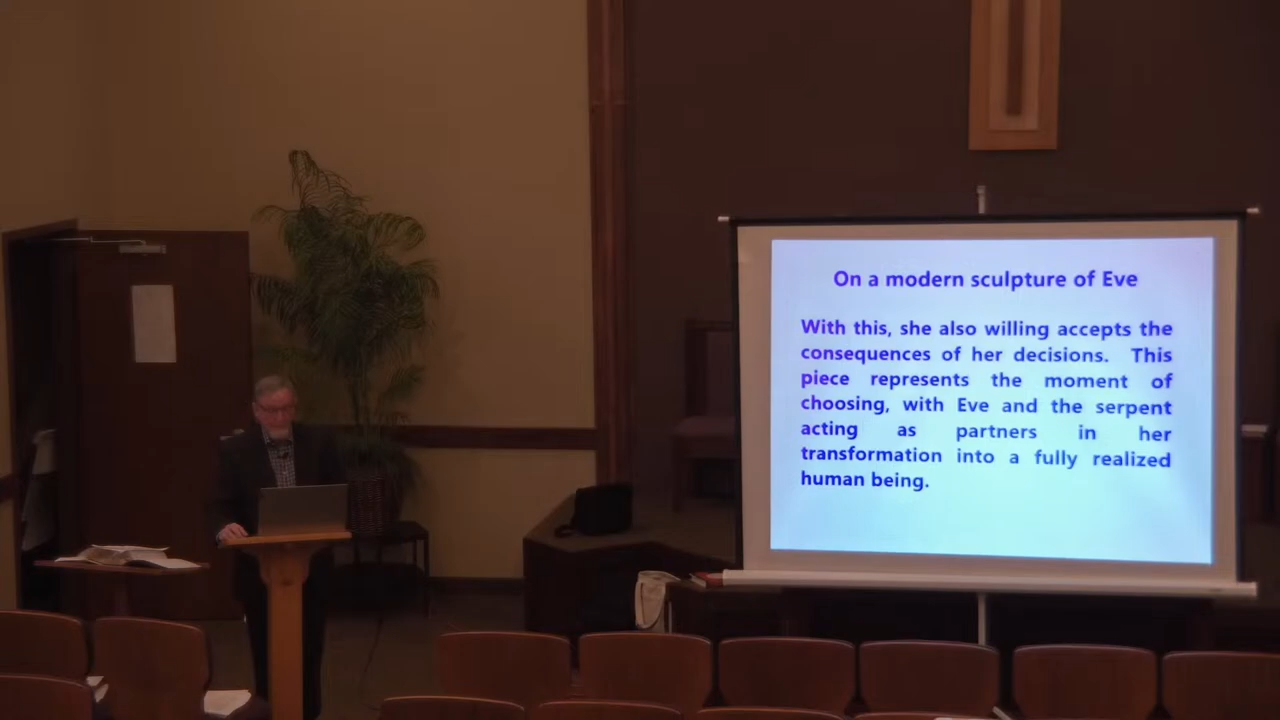 On a modern sculpture of Eve
With this, she also willing accepts the
consequences of her decisions. This
piece represents the moment of
choosing, with Eve and the serpent
acting as partners in her
transformation into a fully realized
human being.